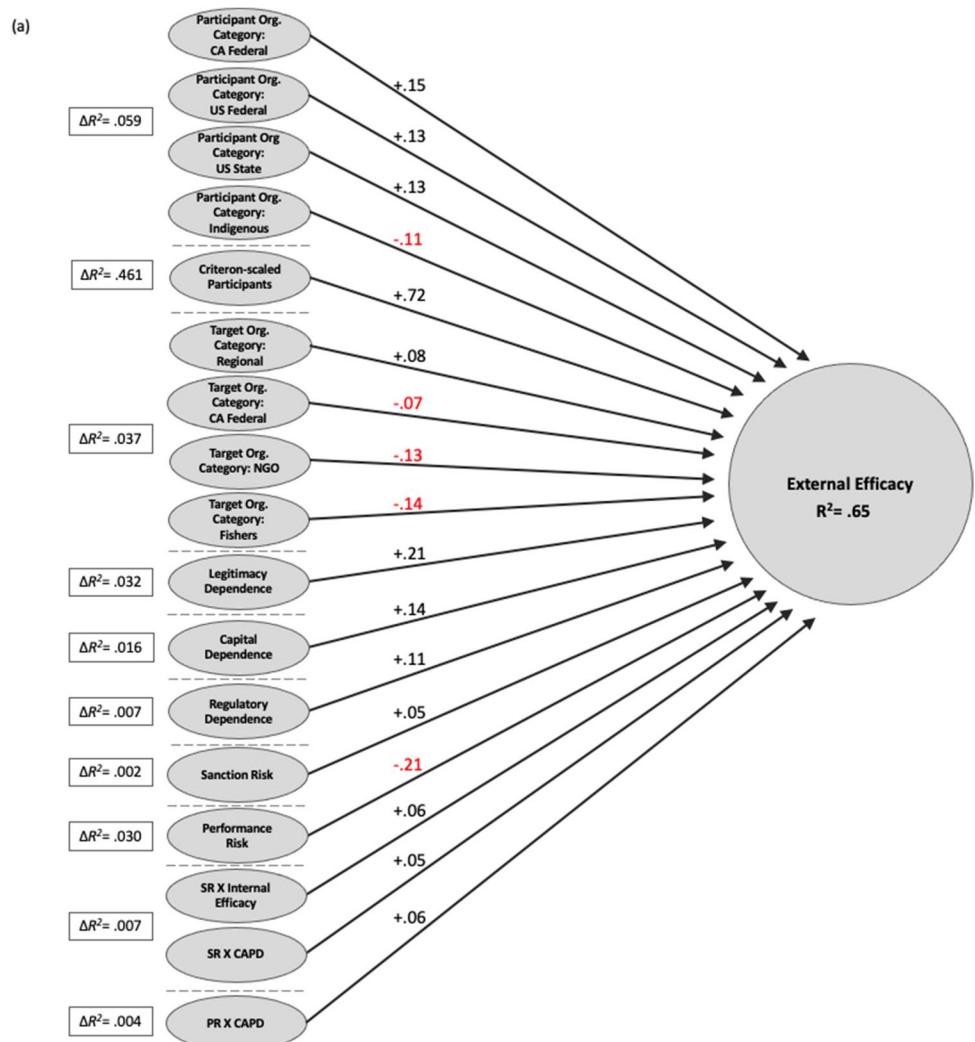 (a)
Participant Org.
Category:
CA Federal
+.15
Participant Org.
Category:
US Federal
ΔR²= .059
+.13
Participant Org
Category:
US State
+.13
Participant Org.
Category:
Indigenous
-.11
ΔR²= .461
Criteron-scaled
Participants
+.72
Target Org.
Category:
Regional
+.08
Target Org.
Category:
CA Federal
-.07
ΔR²= .037
Target Org.
Category: NGO
-.13
Target Org.
Category:
Fishers
-.14
External Efficacy
R²= .65
ΔR²= .032
Legitimacy
Dependence
+.21
ΔR²= .016
Capital
Dependence
+.14
ΔR²= .007
Regulatory
Dependence
+.11
ΔR²= .002
Sanction Risk
+.05
ΔR²= .030
Performance
Risk
-.21
ΔR²= .007
SR X Internal
Efficacy
+.06
SR X CAPD
+.05
ΔR²= .004
PR X CAPD
+.06